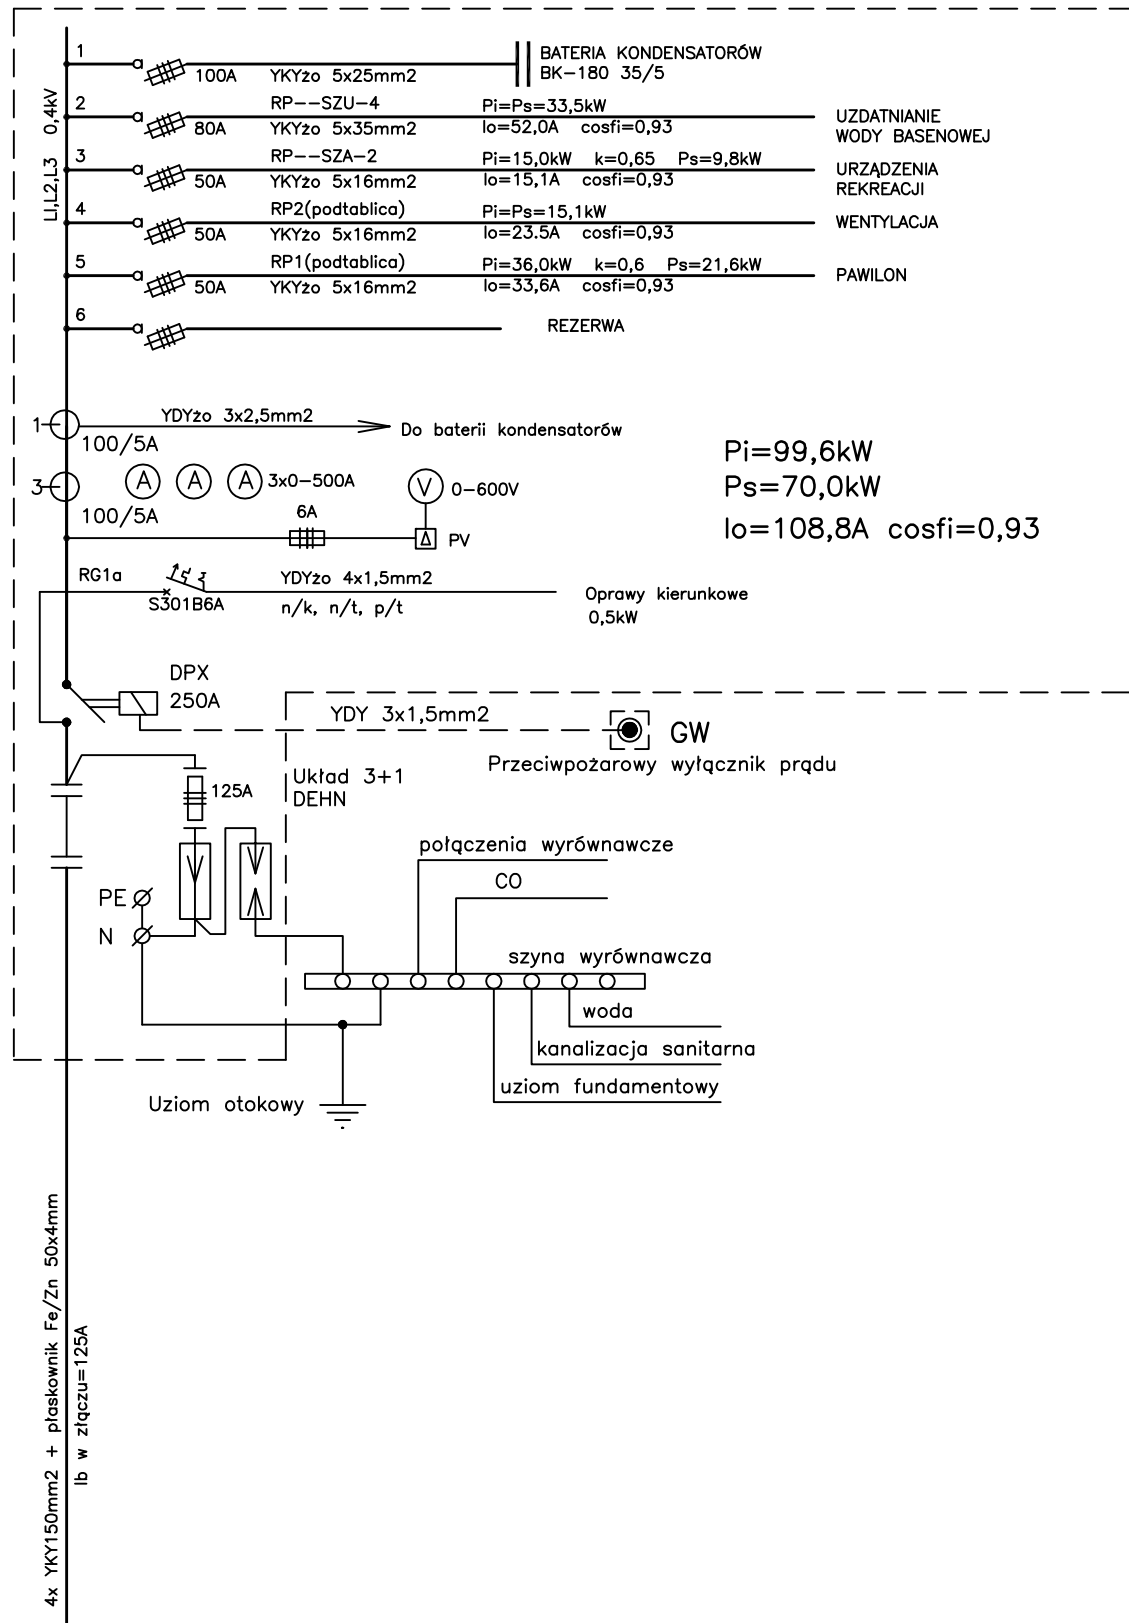 L1,L2,L3 0,4kV
1
100A
YKYżo 5x25mm2
BATERIA KONDENSATORÓW
BK-180 35/5
2
80A
RP--SZU-4
YKYżo 5x35mm2
Pi=Ps=33,5kW
Io=52,0A cosfi=0,93
UZDATNIANIE
WODY BASENOWEJ
3
50A
RP--SZA-2
YKYżo 5x16mm2
Pi=15,0kW k=0,65 Ps=9,8kW
Io=15,1A cosfi=0,93
URZĄDZENIA
REKREACJI
4
50A
RP2(podtablica)
YKYżo 5x16mm2
Pi=Ps=15,1kW
Io=23.5A cosfi=0,93
WENTYLACJA
5
50A
RP1(podtablica)
YKYżo 5x16mm2
Pi=36,0kW k=0,6 Ps=21,6kW
Io=33,6A cosfi=0,93
PAWILON
6
REZERWA
1
100/5A
YDYżo 3x2,5mm2
Do baterii kondensatorów
3
100/5A
A A A 3x0-500A
V 0-600V
6A
PV
Pi=99,6kW
Ps=70,0kW
Io=108,8A cosfi=0,93
RG1a
S301B6A
YDYżo 4x1,5mm2
n/k, n/t, p/t
Oprawy kierunkowe
0,5kW
DPX
250A
YDY 3x1,5mm2
GW
Przeciwpożarowy wyłącznik prądu
125A
Układ 3+1
DEHN
PE
N
połączenia wyrównawcze
CO
szyna wyrównawcza
woda
kanalizacja sanitarna
uziom fundamentowy
Uziom otokowy
4x YKY150mm2 + płaskownik Fe/Zn 50x4mm
Ib w złączu=125A